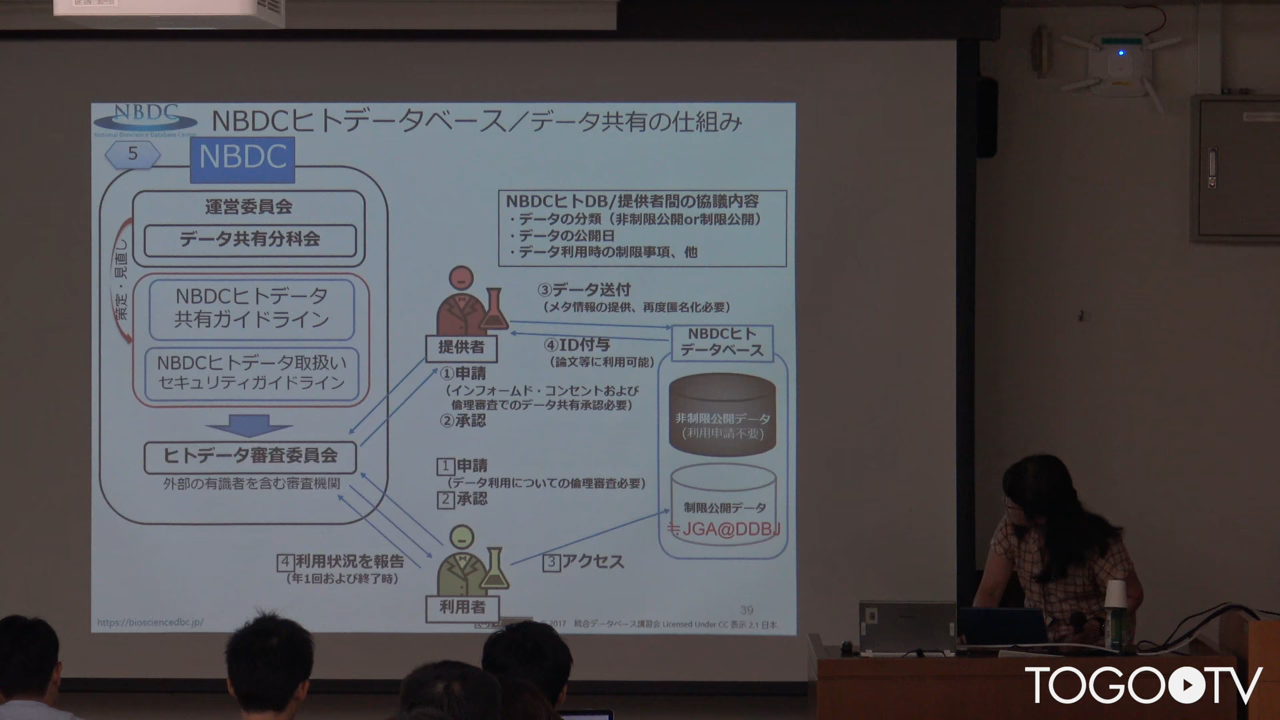 NBDC
National Bioscience Database Center
NBDCヒトデータベース/データ共有の仕組み
5
NBDC
運営委員会
データ共有分科会
策定・見直し
NBDCヒトデータ
共有ガイドライン
NBDCヒトデータ取扱い
セキュリティガイドライン
ヒトデータ審査委員会
外部の有識者を含む審査機関
NBDCヒトDB/提供者間の協議内容
・データの分類(非制限公開or制限公開)
・データの公開日
・データ利用時の制限事項、他
③データ送付
(メタ情報の提供、再度匿名化必要)
④ID付与
(論文等に利用可能)
提供者
①申請
(インフォームド・コンセントおよび
倫理審査でのデータ共有承認必要)
②承認
NBDCヒト
データベース
非制限公開データ
(利用申請不要)
制限公開データ
≒JGA@DDBJ
1 申請
(データ利用についての倫理審査必要)
2 承認
3 アクセス
4 利用状況を報告
(年1回および終了時)
利用者
39
https://biosciencedbc.jp/
2017 統合データベース講習会 Licensed Under CC 表示 2.1 日本
TOGO TV